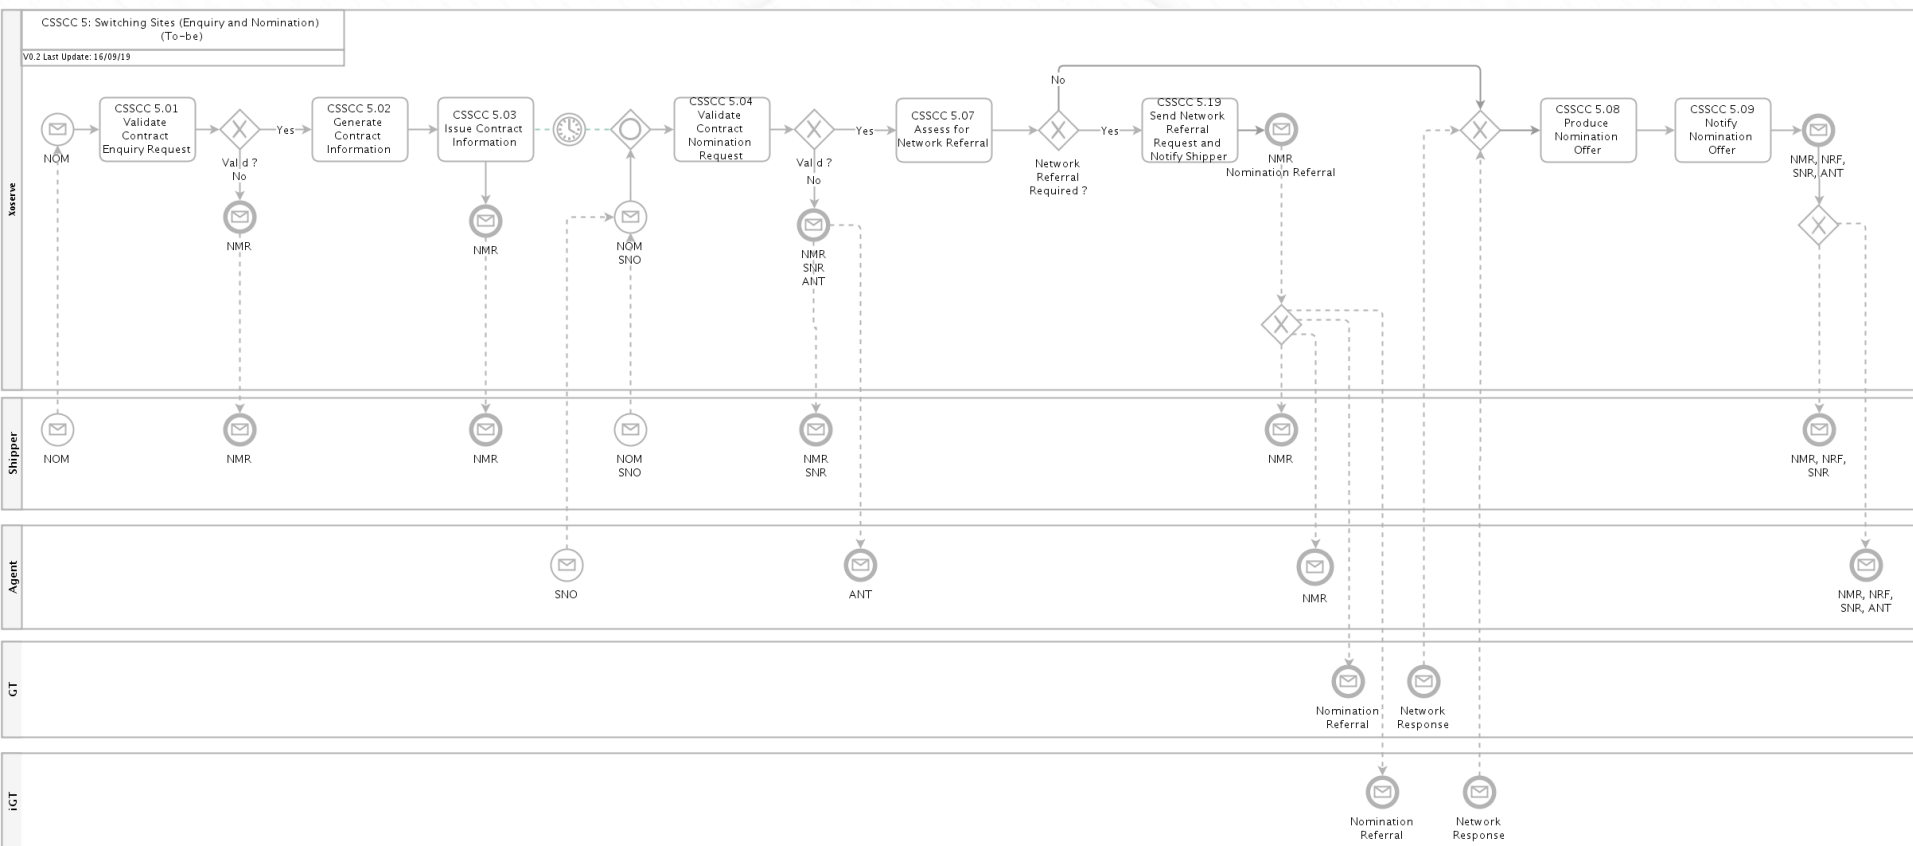 CSSCC 5: Switching Sites (Enquiry and Nomination)
(To-be)
V0.2 Last Update: 16/09/19
Xoserve
NOM
CSSCC 5.01
Validate
Contract
Enquiry Request
Valid ?
No
Yes
NMR
CSSCC 5.02
Generate
Contract
Information
CSSCC 5.03
Issue Contract
Information
NMR
NOM
SNO
CSSCC 5.04
Validate
Contract
Nomination
Request
Valid ?
No
Yes
NMR
SNR
ANT
CSSCC 5.07
Assess for
Network Referral
No
Yes
Network
Referral
Required ?
CSSCC 5.19
Send Network
Referral
Request and
Notify Shipper
NMR
Nomination Referral
CSSCC 5.08
Produce
Nomination
Offer
CSSCC 5.09
Notify
Nomination
Offer
NMR, NRF,
SNR, ANT
Shipper
NOM
NMR
NMR
NOM
SNO
NMR
SNR
NMR
NMR, NRF,
SNR
Agent
SNO
ANT
NMR
NMR, NRF,
SNR, ANT
GT
Nomination
Referral
Network
Response
iGT
Nomination
Referral
Network
Response